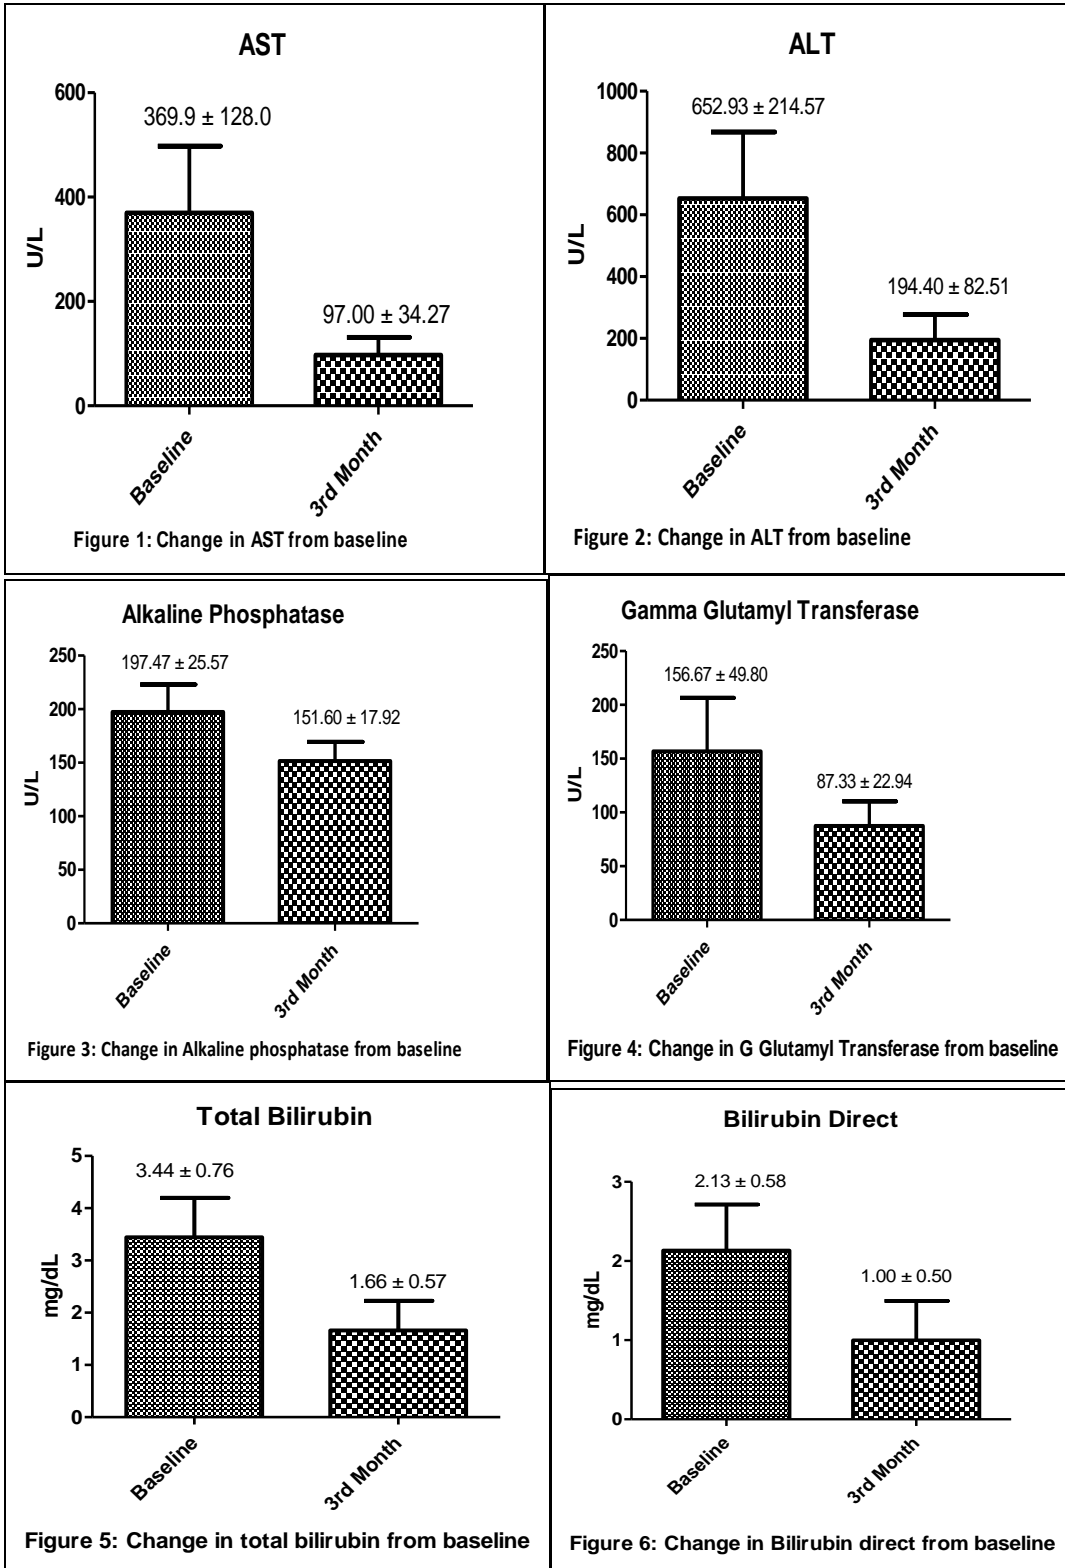 AST
600
400
200
0
U/L
369.9 ± 128.0
97.00 ± 34.27
Baseline
3rd Month
Figure 1: Change in AST from baseline
ALT
1000
800
600
400
200
0
U/L
652.93 ± 214.57
194.40 ± 82.51
Baseline
3rd Month
Figure 2: Change in ALT from baseline
Alkaline Phosphatase
250
200
150
100
50
0
U/L
197.47 ± 25.57
151.60 ± 17.92
Baseline
3rd Month
Figure 3: Change in Alkaline phosphatase from baseline
Gamma Glutamyl Transferase
250
200
150
100
50
0
U/L
156.67 ± 49.80
87.33 ± 22.94
Baseline
3rd Month
Figure 4: Change in G Glutamyl Transferase from baseline
Total Bilirubin
5
4
3
2
1
0
mg/dL
3.44 ± 0.76
1.66 ± 0.57
Baseline
3rd Month
Figure 5: Change in total bilirubin from baseline
Bilirubin Direct
3
2
1
0
mg/dL
2.13 ± 0.58
1.00 ± 0.50
Baseline
3rd Month
Figure 6: Change in Bilirubin direct from baseline